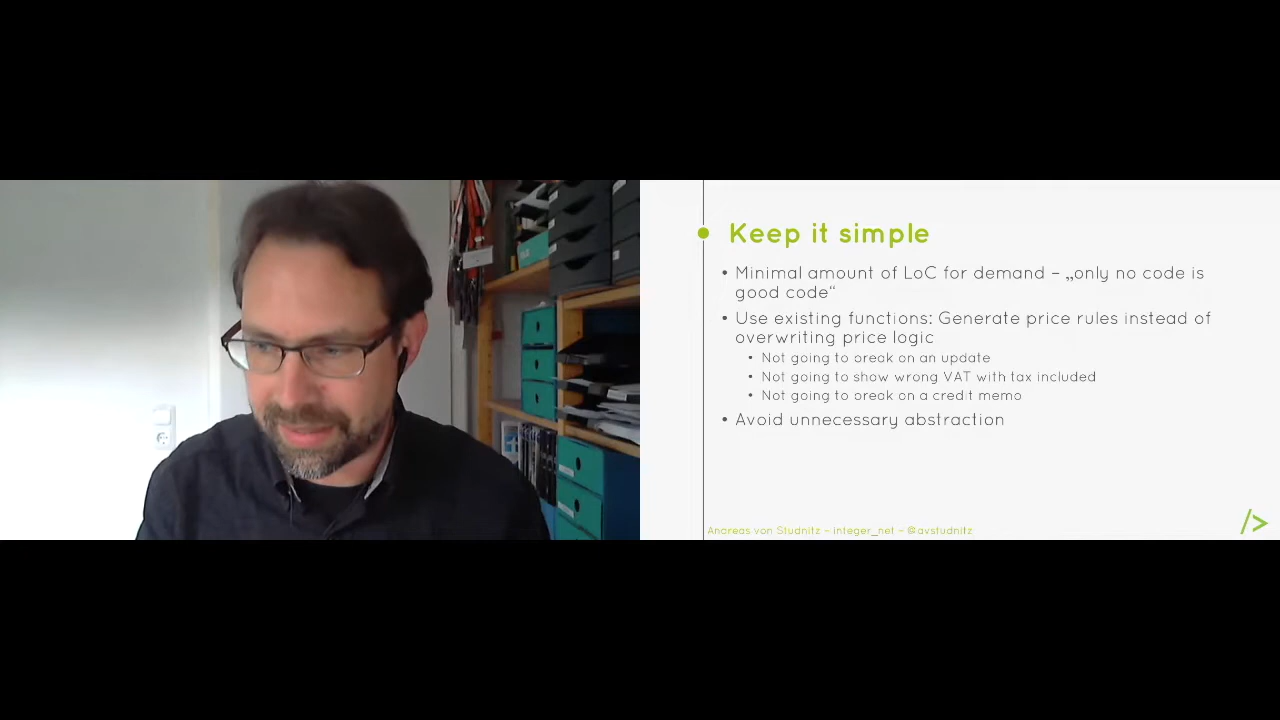 Keep it simple
• Minimal amount of LoC for demand – „only no code is
good code“
• Use existing functions: Generate price rules instead of
overwriting price logic
• Not going to break on an update
• Not going to show wrong VAT with tax included
• Not going to break on a credit memo
• Avoid unnecessary abstraction
Andreas von Studnitz – integer_net – @avstudnitz
/>